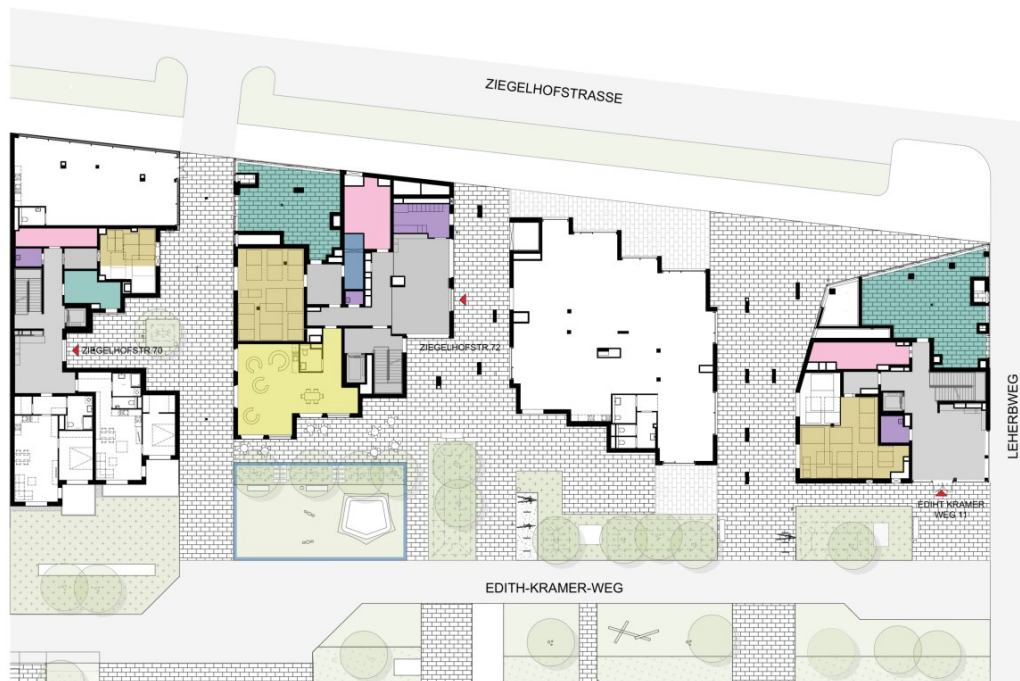 ZIEGELHOFSTRASSE
ZIEGELHOFSTR.70
ZIEGELHOFSTR.72
LEHERBWEG
EDIHT KRAMER
WEG 11
EDITH-KRAMER-WEG